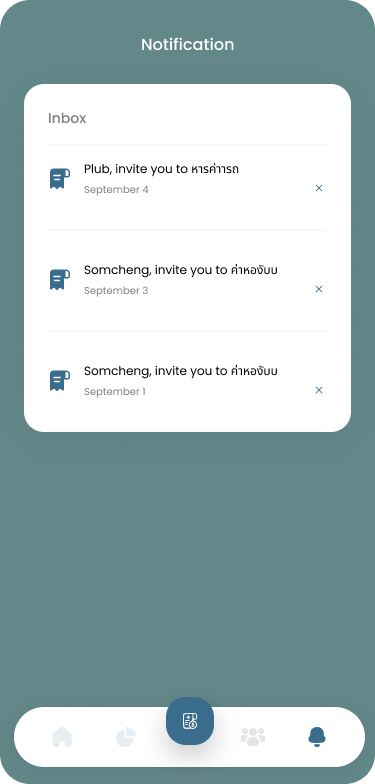 Notification
Inbox
Plub, invite you to หารค่ารถ
September 4
Somcheng, invite you to ค่าหองับบ
September 3
Somcheng, invite you to ค่าหองับบ
September 1